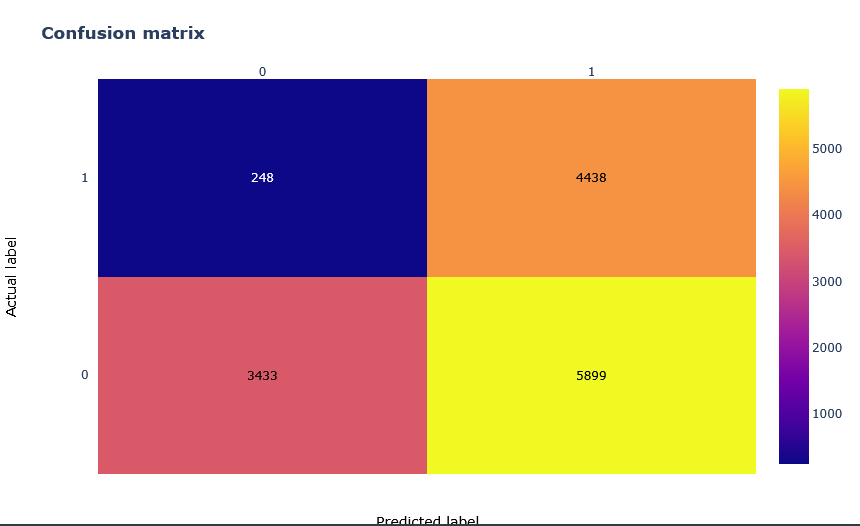 Confusion matrix
0 1
1 248 4438 5000
4000
Actual label
3000
0 3433 5899 2000
1000
Predicted label